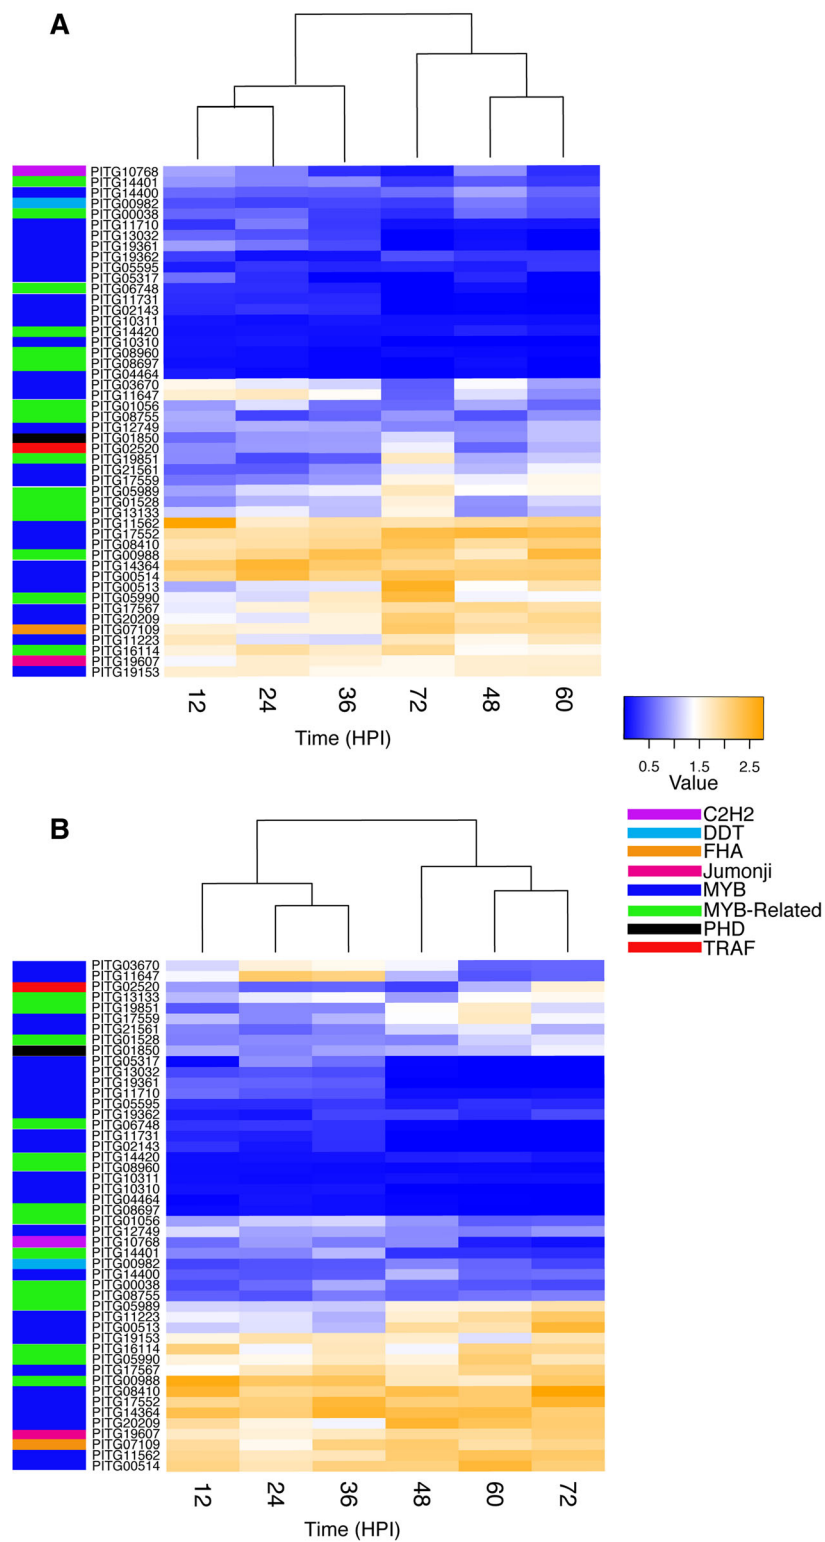 A
PITG10768
PITG14401
PITG14400
PITG00982
PITG00038
PITG11710
PITG13032
PITG19361
PITG19362
PITG05595
PITG05317
PITG06748
PITG11731
PITG02143
PITG10311
PITG14420
PITG10310
PITG08960
PITG08697
PITG04464
PITG03670
PITG11647
PITG01056
PITG08755
PITG12749
PITG01850
PITG02520
PITG19851
PITG21561
PITG17559
PITG05989
PITG01528
PITG13133
PITG11562
PITG17552
PITG08410
PITG00988
PITG14364
PITG00514
PITG00513
PITG05990
PITG17567
PITG20209
PITG07109
PITG11223
PITG16114
PITG19607
PITG19153
12 24 36 72 48 60
Time (HPI)
0.5 1.5 2.5
Value
C2H2
DDT
FHA
Jumonji
MYB
MYB-Related
PHD
TRAF
B
PITG03670
PITG11647
PITG02520
PITG13133
PITG19851
PITG17559
PITG21561
PITG01528
PITG01850
PITG05317
PITG13032
PITG19361
PITG11710
PITG05595
PITG19362
PITG06748
PITG11731
PITG02143
PITG14420
PITG08960
PITG10311
PITG10310
PITG04464
PITG08697
PITG01056
PITG12749
PITG10768
PITG14401
PITG00982
PITG14400
PITG00038
PITG08755
PITG05989
PITG11223
PITG00513
PITG19153
PITG16114
PITG05990
PITG17567
PITG00988
PITG08410
PITG17552
PITG14364
PITG20209
PITG19607
PITG07109
PITG11562
PITG00514
12 24 36 48 60 72
Time (HPI)